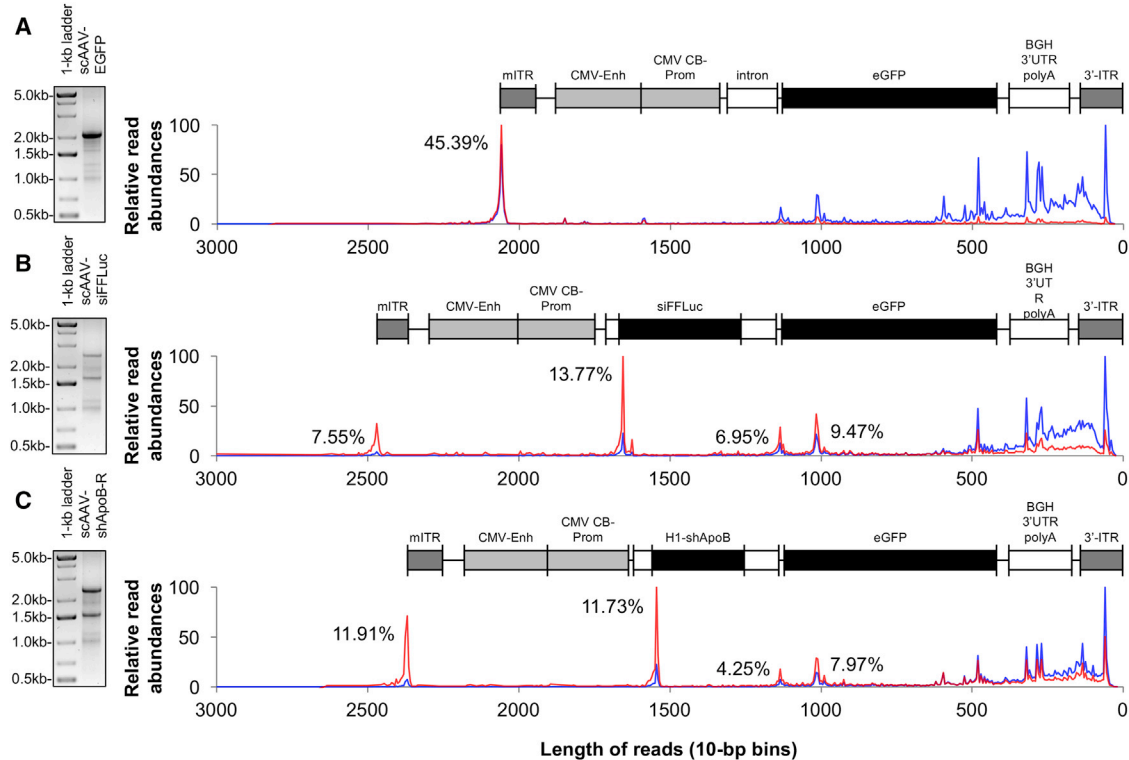 A
1-kb ladder
scAAV-
EGFP
5.0kb-
2.0kb-
1.5kb-
1.0kb-
0.5kb-
Relative read
abundances
100
50
0
45.39%
mITR
CMV-Enh
CMV CB-
Prom
intron
eGFP
BGH
3'UTR
polyA
3'-ITR
3000
2500
2000
1500
1000
500
0
B
1-kb ladder
scAAV-
siFFLuc
5.0kb-
2.0kb-
1.5kb-
1.0kb-
0.5kb-
Relative read
abundances
100
50
0
7.55%
13.77%
6.95%
9.47%
mITR
CMV-Enh
CMV CB-
Prom
siFFLuc
eGFP
BGH
3'UT
R
polyA
3'-ITR
3000
2500
2000
1500
1000
500
0
C
1-kb ladder
scAAV-
shApoB-R
5.0kb-
2.0kb-
1.5kb-
1.0kb-
0.5kb-
Relative read
abundances
100
50
0
11.91%
11.73%
4.25%
7.97%
mITR
CMV-Enh
CMV CB-
Prom
H1-shApoB
eGFP
BGH
3'UTR
polyA
3'-ITR
3000
2500
2000
1500
1000
500
0
Length of reads (10-bp bins)